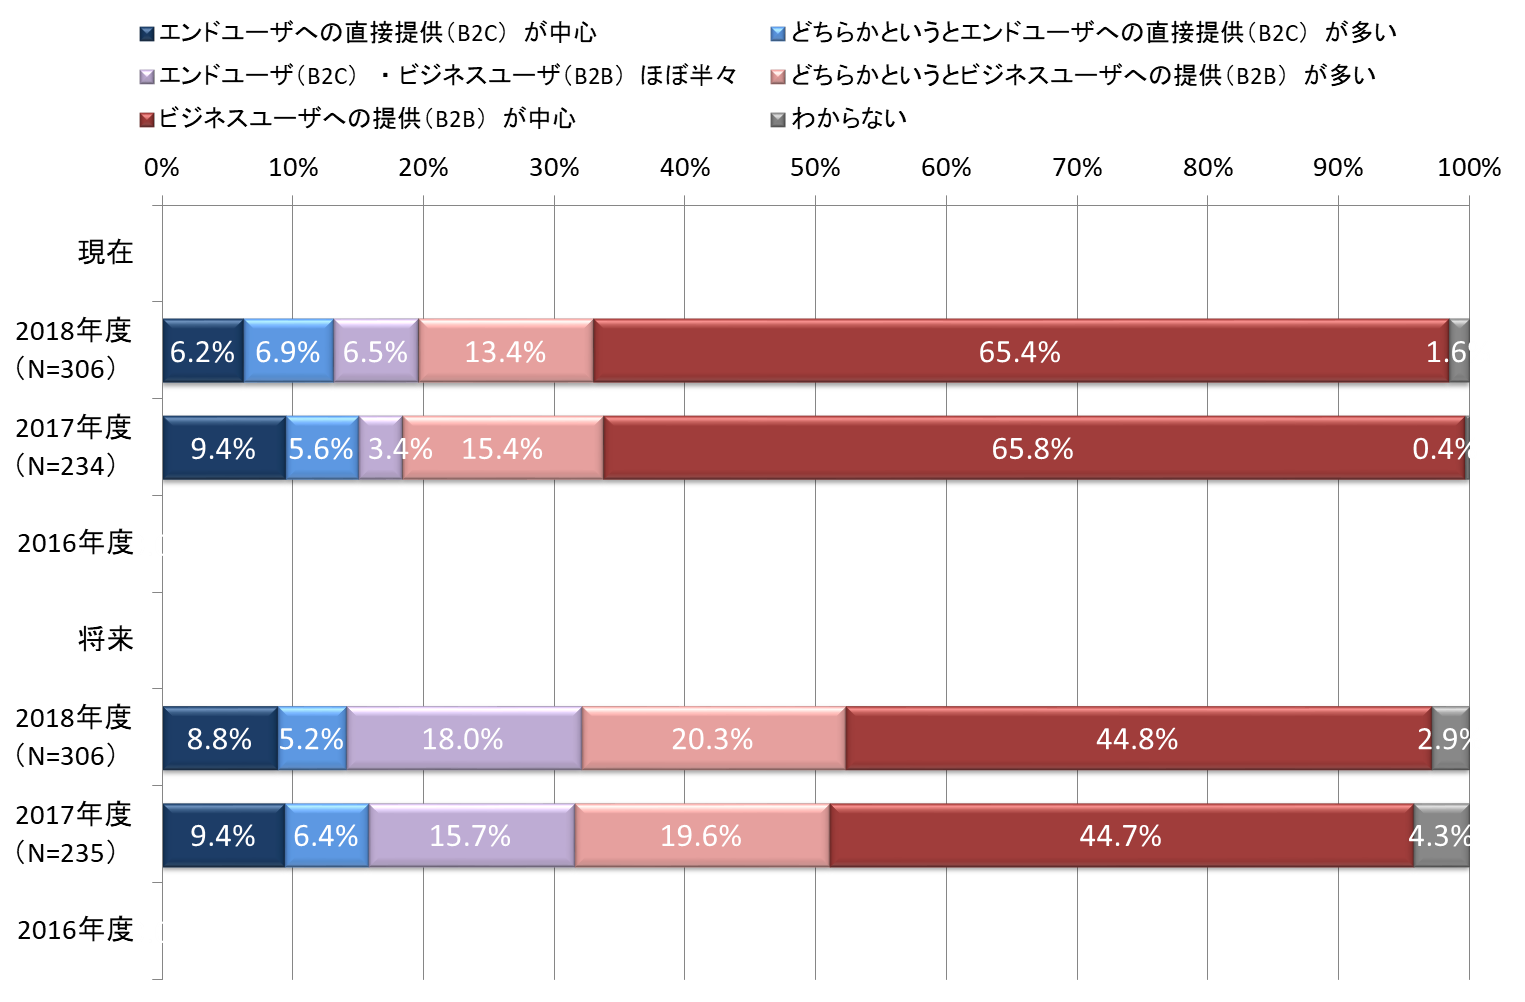 エンドユーザへの直接提供（B2C） が中心
どちらかというとエンドユーザへの直接提供（B2C） が多い
エンドユーザ（B2C） ・ビジネスユーザ（B2B） ほぼ半々
どちらかというとビジネスユーザへの提供（B2B） が多い
ビジネスユーザへの提供（B2B） が中心
わからない
0% 10% 20% 30% 40% 50% 60% 70% 80% 90% 100%
現在
2018年度
（N=306）
6.2% 6.9% 6.5% 13.4% 65.4% 1.6%
2017年度
（N=234）
9.4% 5.6% 3.4% 15.4% 65.8% 0.4%
2016年度
将来
2018年度
（N=306）
8.8% 5.2% 18.0% 20.3% 44.8% 2.9%
2017年度
（N=235）
9.4% 6.4% 15.7% 19.6% 44.7% 4.3%
2016年度